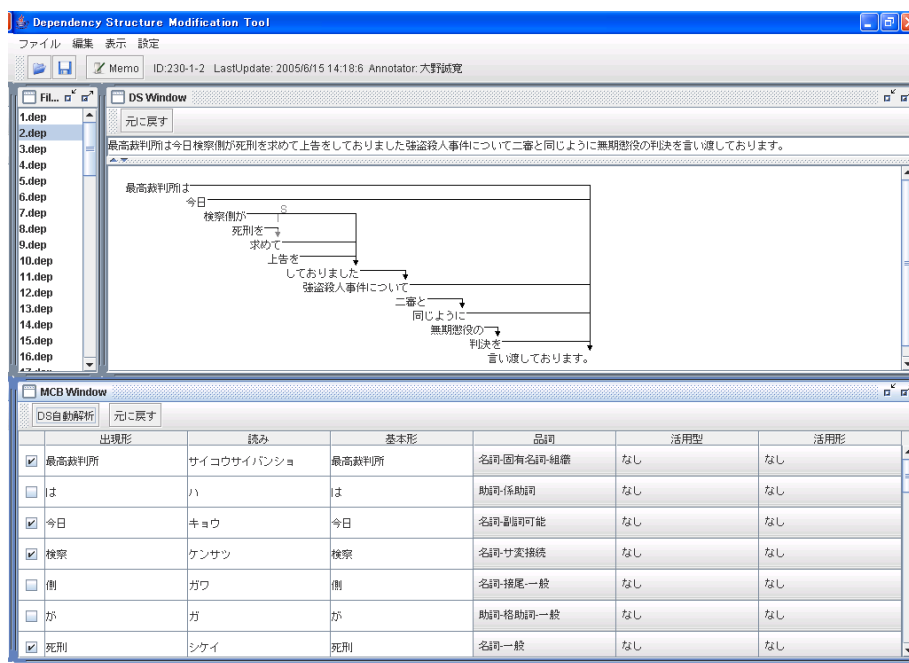 Dependency Structure Modification Tool
ファイル 編集 表示 設定
Memo ID:230-1-2 LastUpdate: 2005/6/15 14:18:6 Annotator:大野誠寛
Fil...
DS Window
1.dep
2.dep
3.dep
4.dep
5.dep
6.dep
7.dep
8.dep
9.dep
10.dep
11.dep
12.dep
13.dep
14.dep
15.dep
16.dep
元に戻す
最高裁判所は今日検察側が死刑を求めて上告をしておりました強盗殺人事件について二審と同じように無期懲役の判決を言い渡しております。
最高裁判所は
今日
検察側が
S
死刑を
求めて
上告を
しておりました
強盗殺人事件について
二審と
同じように
無期懲役の
判決を
言い渡しております。
MCB Window
DS自動解析 元に戻す
出現形 読み 基本形 品詞 活用型 活用形
最高裁判所 サイコウサイバンショ 最高裁判所 名詞-固有名詞-組織 なし なし
は ハ は 助詞-係助詞 なし なし
今日 キョウ 今日 名詞-副詞可能 なし なし
検察 ケンサツ 検察 名詞-サ変接続 なし なし
側 ガワ 側 名詞-接尾-一般 なし なし
が ガ が 助詞-格助詞-一般 なし なし
死刑 シケイ 死刑 名詞-一般 なし なし